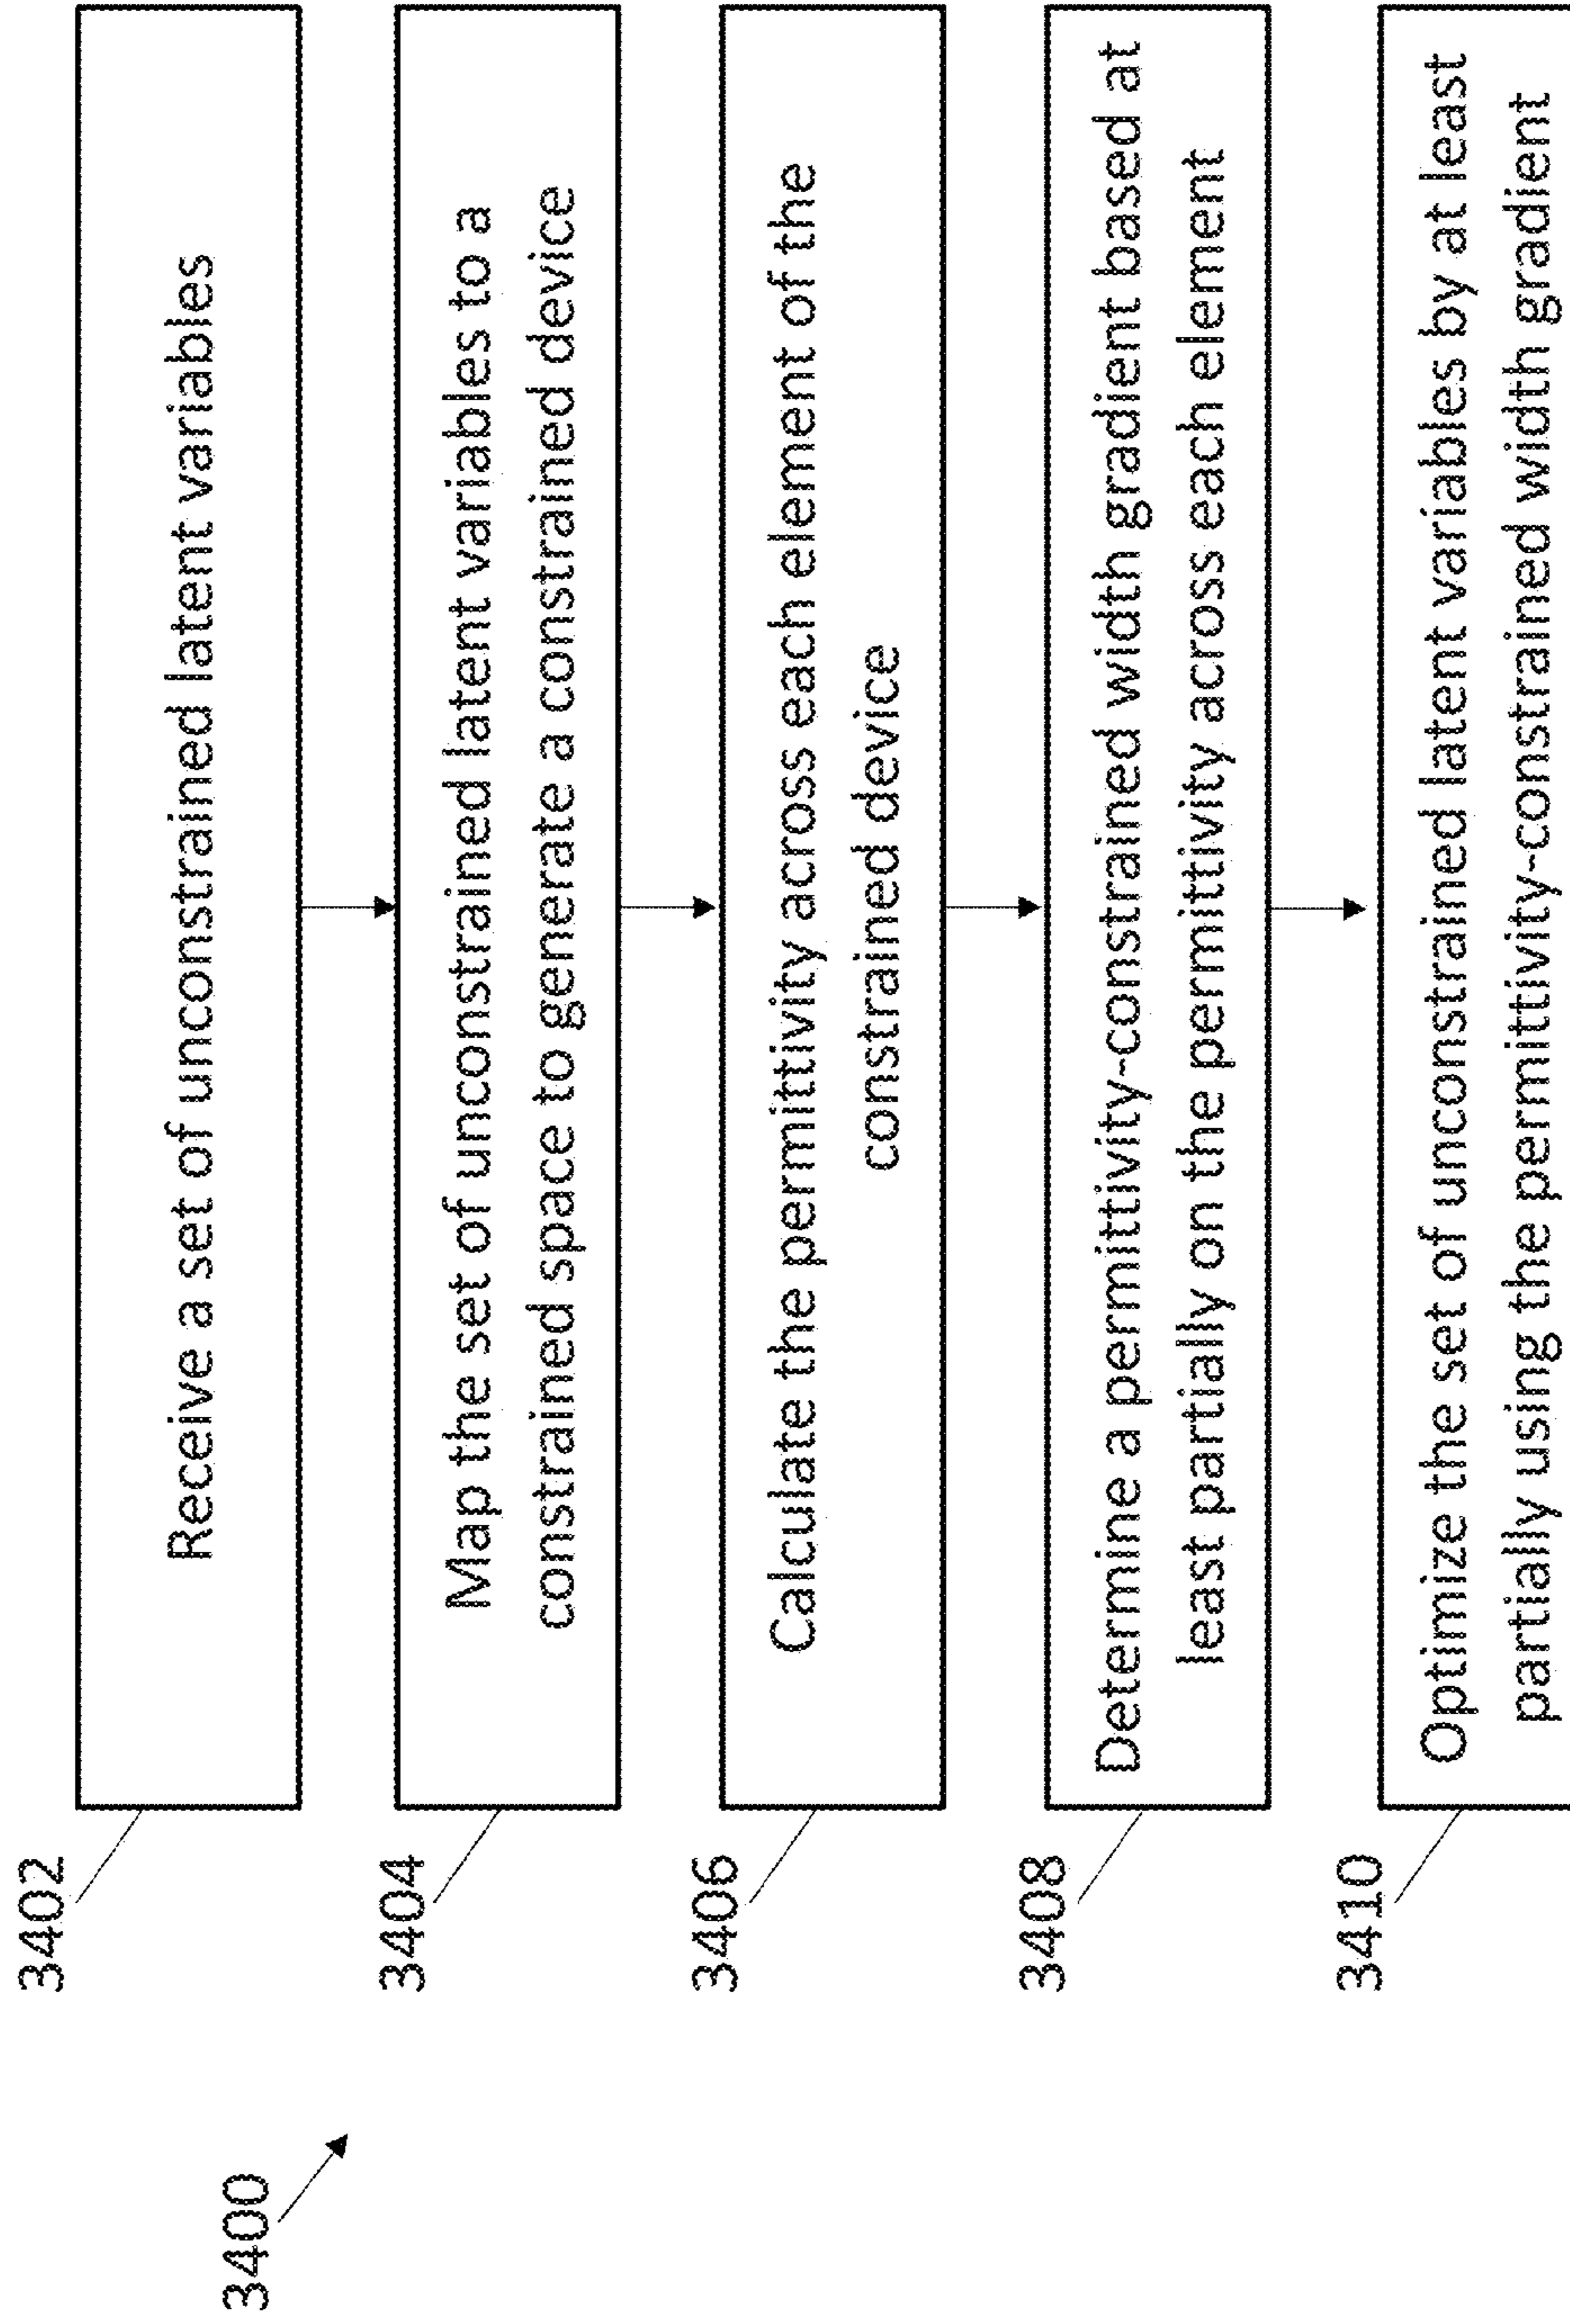 3400
3402
Receive a set of unconstrained latent variables
3404
Map the set of unconstrained latent variables to a
constrained space to generate a constrained device
3406
Calculate the permittivity across each element of the
constrained device
3408
Determine a permittivity-constrained width gradient based at
least partially on the permittivity across each element
3410
Optimize the set of unconstrained latent variables by at least
partially using the permittivity-constrained width gradient